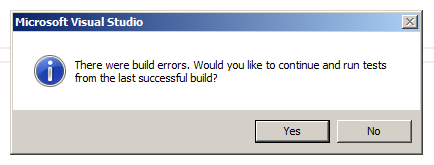 Microsoft Visual Studio
There were build errors. Would you like to continue and run tests
from the last successful build?
Yes
No